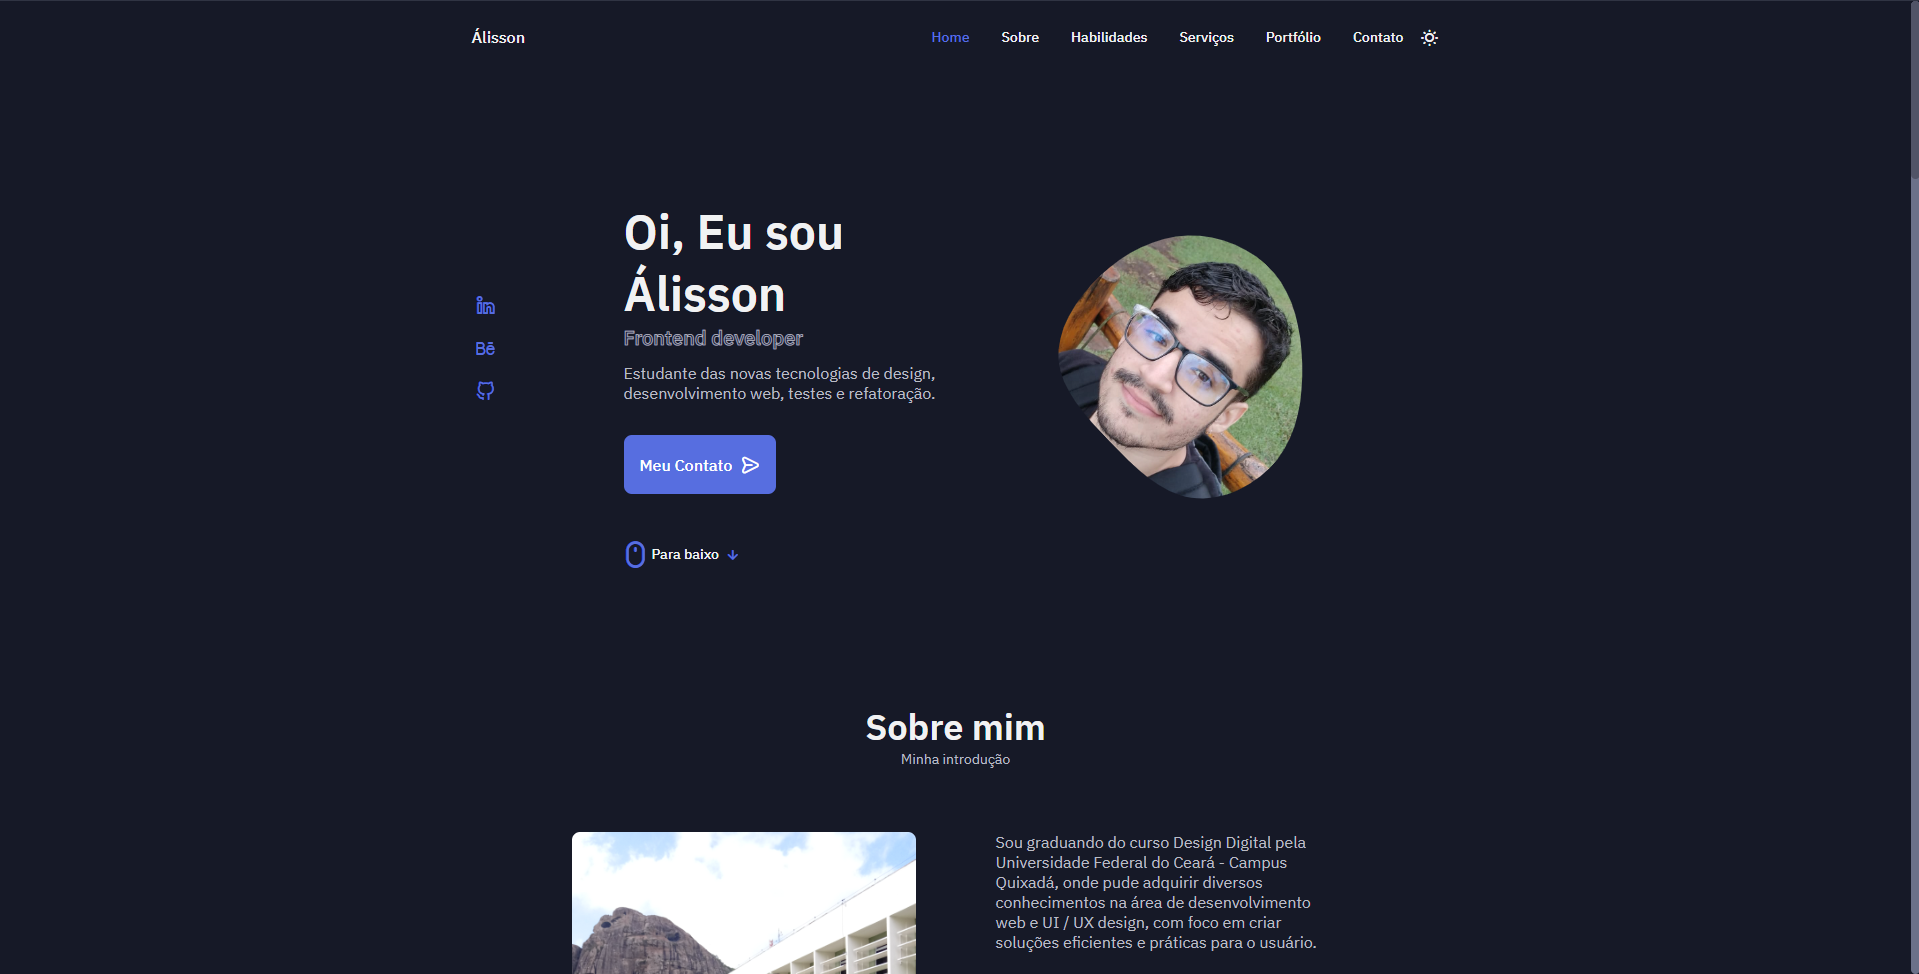 Álisson
Home Sobre Habilidades Serviços Portfólio Contato
Oi, Eu sou
Álisson
Frontend developer
Estudante das novas tecnologias de design,
desenvolvimento web, testes e refatoração.
Meu Contato
Para baixo
Sobre mim
Minha introdução
Sou graduando do curso Design Digital pela
Universidade Federal do Ceará - Campus
Quixadá, onde pude adquirir diversos
conhecimentos na área de desenvolvimento
web e UI / UX design, com foco em criar
soluções eficientes e práticas para o usuário.